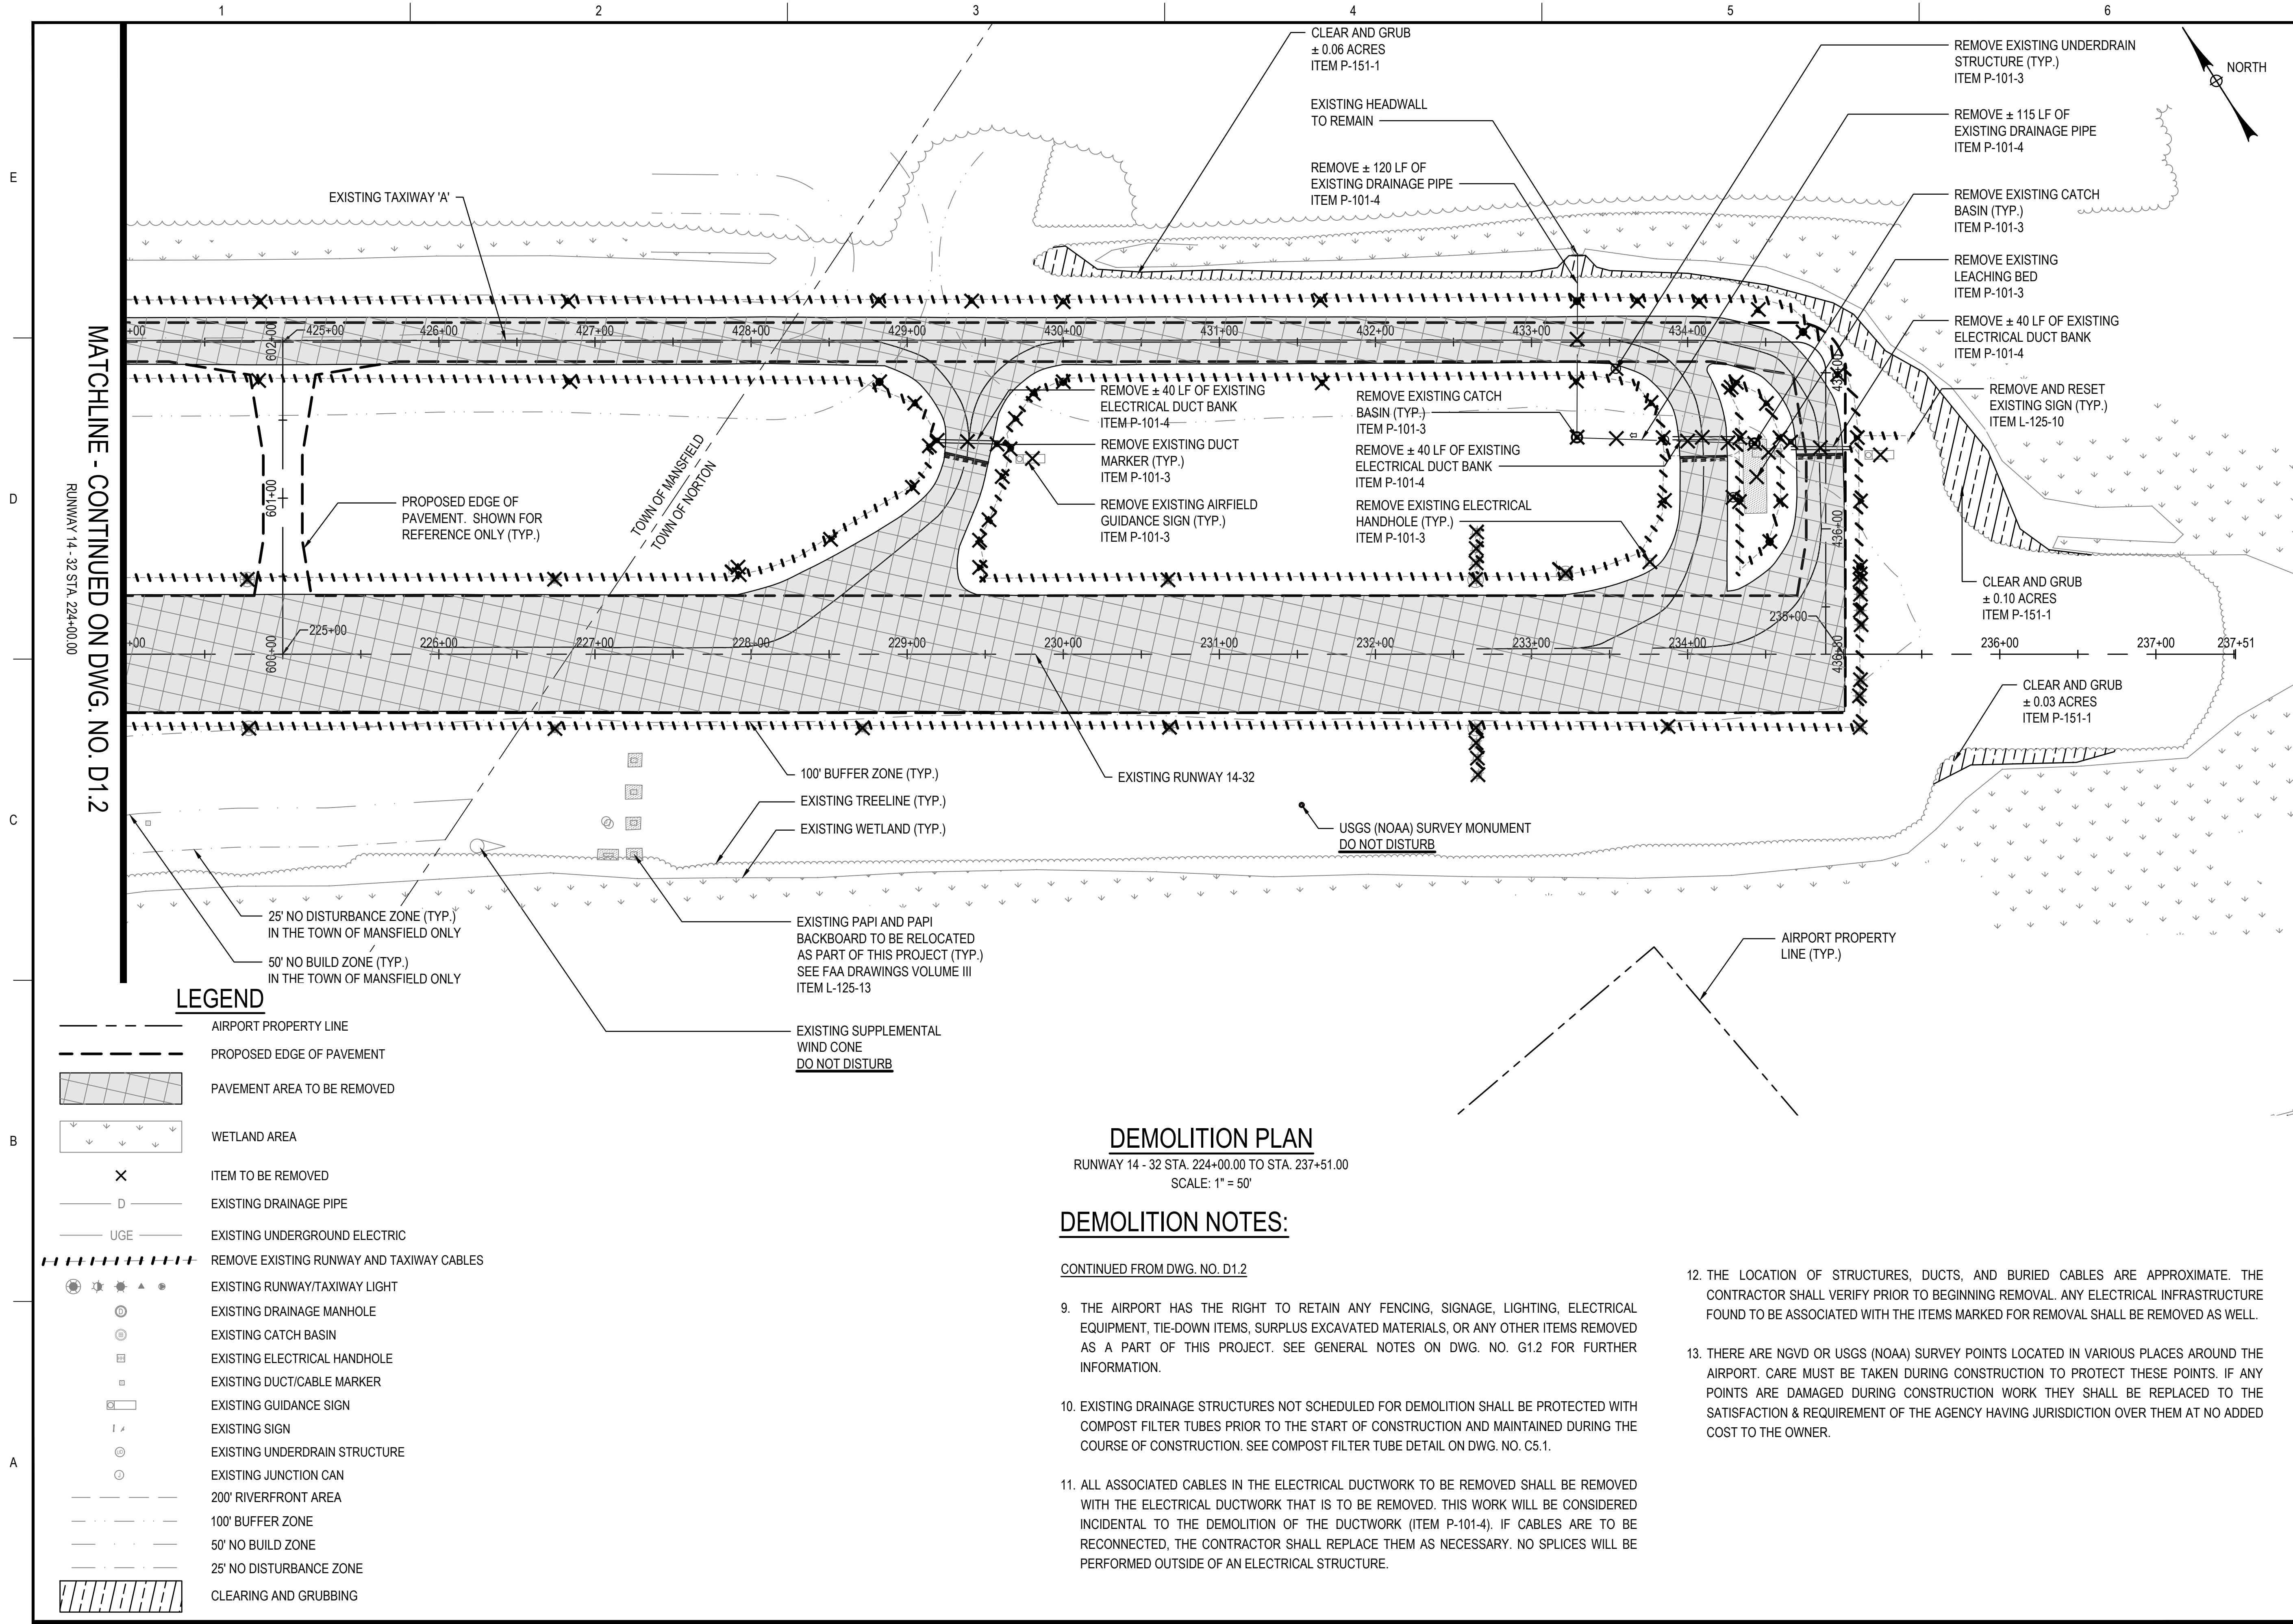 1
2
3
4
5
6
E
D
C
B
A
NORTH
CLEAR AND GRUB
± 0.06 ACRES
ITEM P-151-1
EXISTING HEADWALL
TO REMAIN
REMOVE ± 120 LF OF
EXISTING DRAINAGE PIPE
ITEM P-101-4
REMOVE EXISTING UNDERDRAIN
STRUCTURE (TYP.)
ITEM P-101-3
REMOVE ± 115 LF OF
EXISTING DRAINAGE PIPE
ITEM P-101-4
REMOVE EXISTING CATCH
BASIN (TYP.)
ITEM P-101-3
REMOVE EXISTING
LEACHING BED
ITEM P-101-3
REMOVE ± 40 LF OF EXISTING
ELECTRICAL DUCT BANK
ITEM P-101-4
REMOVE AND RESET
EXISTING SIGN (TYP.)
ITEM L-125-10
EXISTING TAXIWAY 'A'
+00
425+00
426+00
427+00
428+00
429+00
430+00
431+00
432+00
433+00
434+00
435+00
436+00
436+80
602+00
601+00
600+00
MATCHLINE - CONTINUED ON DWG. NO. D1.2
RUNWAY 14 - 32 STA. 224+00.00
PROPOSED EDGE OF
PAVEMENT. SHOWN FOR
REFERENCE ONLY (TYP.)
TOWN OF MANSFIELD
TOWN OF NORTON
REMOVE ± 40 LF OF EXISTING
ELECTRICAL DUCT BANK
ITEM P-101-4
REMOVE EXISTING DUCT
MARKER (TYP.)
ITEM P-101-3
REMOVE EXISTING AIRFIELD
GUIDANCE SIGN (TYP.)
ITEM P-101-3
REMOVE EXISTING CATCH
BASIN (TYP.)
ITEM P-101-3
REMOVE ± 40 LF OF EXISTING
ELECTRICAL DUCT BANK
ITEM P-101-4
REMOVE EXISTING ELECTRICAL
HANDHOLE (TYP.)
ITEM P-101-3
CLEAR AND GRUB
± 0.10 ACRES
ITEM P-151-1
+00
225+00
226+00
227+00
228+00
229+00
230+00
231+00
232+00
233+00
234+00
235+00
236+00
237+00
237+51
CLEAR AND GRUB
± 0.03 ACRES
ITEM P-151-1
100' BUFFER ZONE (TYP.)
EXISTING TREELINE (TYP.)
EXISTING WETLAND (TYP.)
EXISTING RUNWAY 14-32
USGS (NOAA) SURVEY MONUMENT
DO NOT DISTURB
25' NO DISTURBANCE ZONE (TYP.)
IN THE TOWN OF MANSFIELD ONLY
50' NO BUILD ZONE (TYP.)
IN THE TOWN OF MANSFIELD ONLY
EXISTING PAPI AND PAPI
BACKBOARD TO BE RELOCATED
AS PART OF THIS PROJECT (TYP.)
SEE FAA DRAWINGS VOLUME III
ITEM L-125-13
EXISTING SUPPLEMENTAL
WIND CONE
DO NOT DISTURB
AIRPORT PROPERTY
LINE (TYP.)
LEGEND
AIRPORT PROPERTY LINE
PROPOSED EDGE OF PAVEMENT
PAVEMENT AREA TO BE REMOVED
WETLAND AREA
ITEM TO BE REMOVED
D EXISTING DRAINAGE PIPE
UGE EXISTING UNDERGROUND ELECTRIC
REMOVE EXISTING RUNWAY AND TAXIWAY CABLES
EXISTING RUNWAY/TAXIWAY LIGHT
D EXISTING DRAINAGE MANHOLE
EXISTING CATCH BASIN
EXISTING ELECTRICAL HANDHOLE
EXISTING DUCT/CABLE MARKER
EXISTING GUIDANCE SIGN
EXISTING SIGN
UD EXISTING UNDERDRAIN STRUCTURE
J EXISTING JUNCTION CAN
200' RIVERFRONT AREA
100' BUFFER ZONE
50' NO BUILD ZONE
25' NO DISTURBANCE ZONE
CLEARING AND GRUBBING
DEMOLITION PLAN
RUNWAY 14 - 32 STA. 224+00.00 TO STA. 237+51.00
SCALE: 1" = 50'
DEMOLITION NOTES:
CONTINUED FROM DWG. NO. D1.2
9. THE AIRPORT HAS THE RIGHT TO RETAIN ANY FENCING, SIGNAGE, LIGHTING, ELECTRICAL
EQUIPMENT, TIE-DOWN ITEMS, SURPLUS EXCAVATED MATERIALS, OR ANY OTHER ITEMS REMOVED
AS A PART OF THIS PROJECT. SEE GENERAL NOTES ON DWG. NO. G1.2 FOR FURTHER
INFORMATION.
10. EXISTING DRAINAGE STRUCTURES NOT SCHEDULED FOR DEMOLITION SHALL BE PROTECTED WITH
COMPOST FILTER TUBES PRIOR TO THE START OF CONSTRUCTION AND MAINTAINED DURING THE
COURSE OF CONSTRUCTION. SEE COMPOST FILTER TUBE DETAIL ON DWG. NO. C5.1.
11. ALL ASSOCIATED CABLES IN THE ELECTRICAL DUCTWORK TO BE REMOVED SHALL BE REMOVED
WITH THE ELECTRICAL DUCTWORK THAT IS TO BE REMOVED. THIS WORK WILL BE CONSIDERED
INCIDENTAL TO THE DEMOLITION OF THE DUCTWORK (ITEM P-101-4). IF CABLES ARE TO BE
RECONNECTED, THE CONTRACTOR SHALL REPLACE THEM AS NECESSARY. NO SPLICES WILL BE
PERFORMED OUTSIDE OF AN ELECTRICAL STRUCTURE.
12. THE LOCATION OF STRUCTURES, DUCTS, AND BURIED CABLES ARE APPROXIMATE. THE
CONTRACTOR SHALL VERIFY PRIOR TO BEGINNING REMOVAL. ANY ELECTRICAL INFRASTRUCTURE
FOUND TO BE ASSOCIATED WITH THE ITEMS MARKED FOR REMOVAL SHALL BE REMOVED AS WELL.
13. THERE ARE NGVD OR USGS (NOAA) SURVEY POINTS LOCATED IN VARIOUS PLACES AROUND THE
AIRPORT. CARE MUST BE TAKEN DURING CONSTRUCTION TO PROTECT THESE POINTS. IF ANY
POINTS ARE DAMAGED DURING CONSTRUCTION WORK THEY SHALL BE REPLACED TO THE
SATISFACTION & REQUIREMENT OF THE AGENCY HAVING JURISDICTION OVER THEM AT NO ADDED
COST TO THE OWNER.